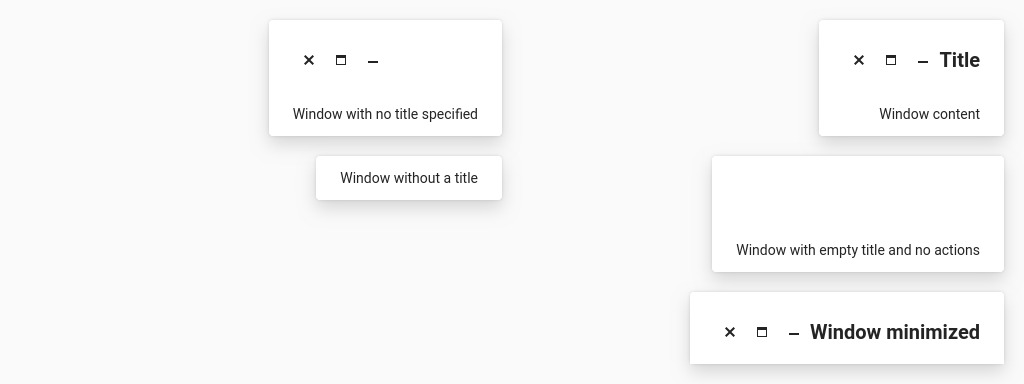 Title
Window content
Window with empty title and no actions
Window minimized
Window with no title specified
Window without a title